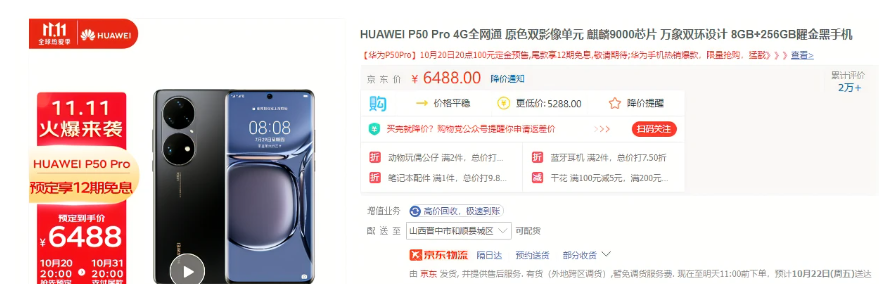 11.11
全球热爱季
HUAWEI
11.11
火爆来袭
HUAWEI P50 Pro
预定享12期免息
预定到手价
¥6488
10月20 10月31
20:00 20:00
08:08
HUAWEI P50 Pro 4G全网通 原色双影像单元 麒麟9000芯片 万象双环设计 8GB+256GB曜金黑手机
【华为P50Pro】10月20日20点100元定金预售,尾款享12期免息,敬请期待;华为手机热销爆款，限量抢购，猛戳》》》查看>
京 东 价 ¥ 6488.00 降价通知
累计评价
2万+
购 价格平稳 更低价: 5288.00 降价提醒
买完就降价？购物党公众号提醒你申请返差价 >>> 扫码关注
折 动物玩偶公仔 满2件，总价打...
折 蓝牙耳机 满2件，总价打7.50折
折 笔记本配件 满1件，总价打9.8...
减 干花 满100元减5元，满200元...
增值业务 高价回收，极速到账
配 送 至 山西晋中市和顺县城区 可配货
京东物流 隔日达 预约送货 部分收货
由 京东 发货, 并提供售后服务. 有货（外地跨区调货）,暂免调货服务费. 现在至明天11:00前下单，预计10月22日(周五)送达